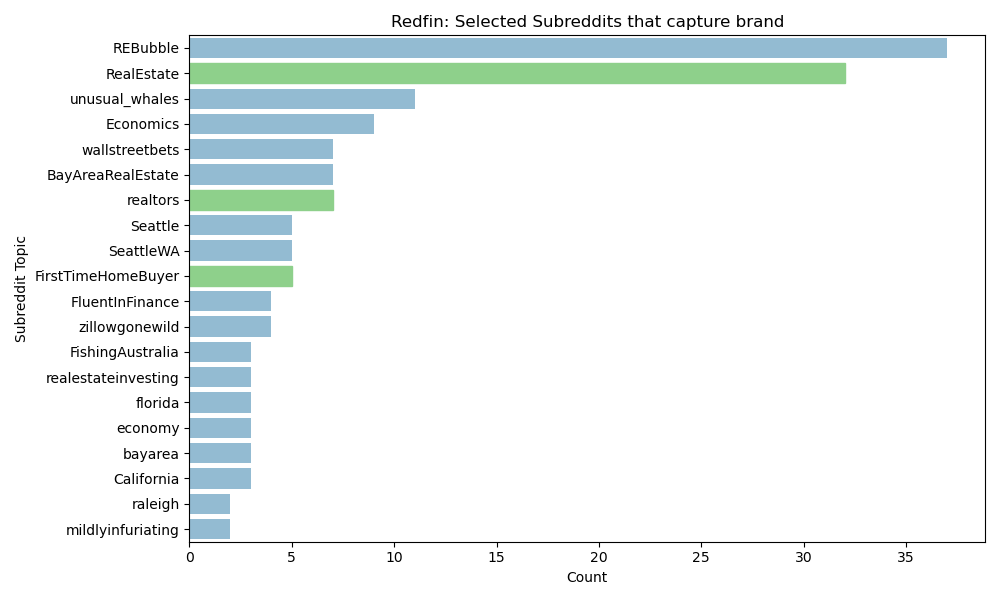 Redfin: Selected Subreddits that capture brand
Subreddit Topic
REBubble
RealEstate
unusual_whales
Economics
wallstreetbets
BayAreaRealEstate
realtors
Seattle
SeattleWA
FirstTimeHomeBuyer
FluentInFinance
zillowgonewild
FishingAustralia
realestateinvesting
florida
economy
bayarea
California
raleigh
mildlyinfuriating
0 5 10 15 20 25 30 35
Count